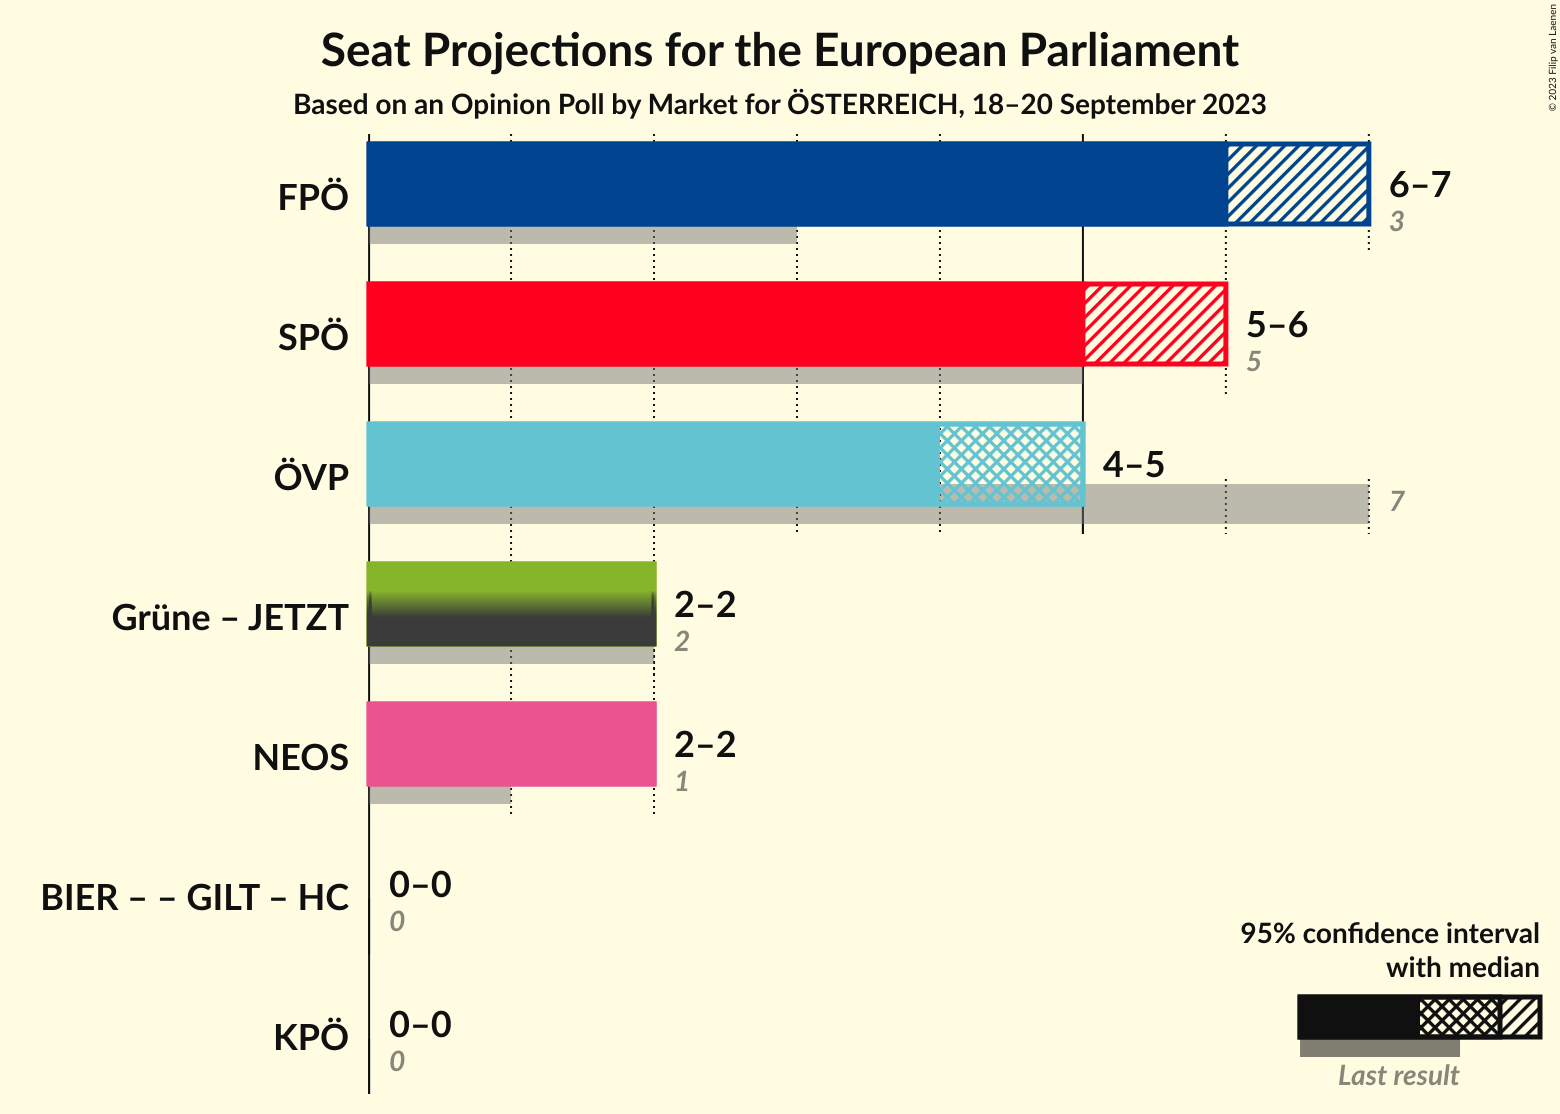 Seat Projections for the European Parliament
Based on an Opinion Poll by Market for ÖSTERREICH, 18–20 September 2023
© 2023 Filip van Laenen
FPÖ
6–7
3
SPÖ
5–6
5
ÖVP
4–5
7
Grüne – JETZT
2–2
2
NEOS
2–2
1
BIER – – GILT – HC
0–0
0
KPÖ
0–0
0
95% confidence interval
with median
Last result